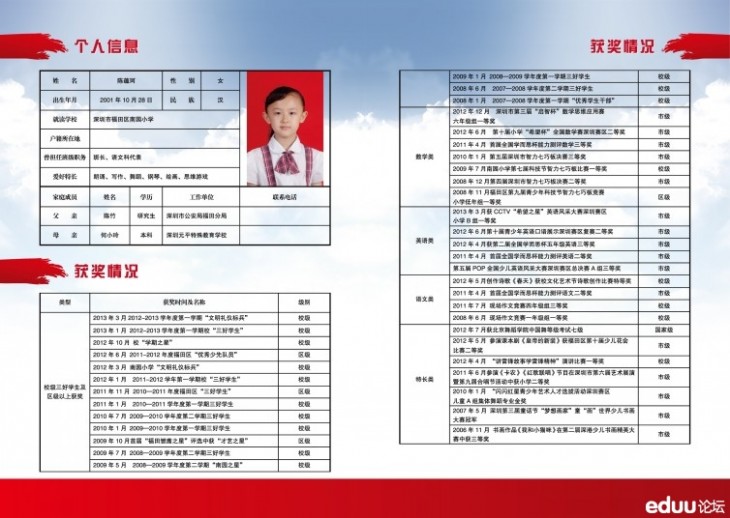 个人信息
姓 名 陈蕴珂 性 别 女
出生年月 2001 年 10 月 28 日 民 族 汉
就读学校 深圳市福田区南园小学
户籍所在地
曾担任班队职务 班长、语文科代表
爱好特长 朗诵、写作、舞蹈、钢琴、绘画、思维游戏
家庭成员 姓名 学历 工作单位 联系电话
父 亲 陈竹 研究生 深圳市公安局福田分局
母 亲 何小玲 本科 深圳元平特殊教育学校
获奖情况
类型 获奖时间及名称 级别
校级三好学生及
区级以上获奖
2013 年 3 月 2012-2013 学年度第一学期“文明礼仪标兵” 校级
2013 年 1 月 2012-2013 学年度第一学期校“三好学生” 校级
2012 年 10 月 校“学期之星” 校级
2012 年 6 月 2011-2012 年度福田区“优秀少先队员” 区级
2012 年 3 月 南园小学“文明礼仪标兵” 校级
2012 年 1 月 2011-2012 学年第一学期校“三好学生” 校级
2011 年 11 月 2010—2011 年度福田区“三好学生” 区级
2011 年 1 月 2010—2011 学年度第一学期三好学生 校级
2010 年 7 月 2009—2010 学年度第二学期三好学生 校级
2010 年 1 月 2009—2010 学年度第一学期三好学生 校级
2009 年 10 月首届“福田慧雅之星”评选中获“才艺之星” 区级
2009 年 7 月 2008—2009 学年度第二学期三好学生 校级
2009 年 5 月 2008—2009 学年度第二学期“南园之星” 校级
获奖情况
2009 年 1 月 2008—2009 学年度第一学期三好学生 校级
2008 年 6 月 2007—2008 学年度第二学期三好学生 校级
2008 年 1 月 2007—2008 学年度第一学期“优秀学生干部” 校级
数学类
2012 年 12 月 深圳市第三届“启智杯”数学思维应用赛
六年级组一等奖 市级
2012 年 6 月 第十届小学“希望杯”全国数学赛深圳赛区二等奖 市级
2011 年 4 月 首届全国学而思杯能力测评数学三等奖 市级
2010 年 1 月 第五届深圳市智力七巧板决赛三等奖 市级
2009 年 7 月南园小学第七届科技节智力七巧板比赛一等奖 校级
2008 年 12 月第四届深圳市智力七巧板决赛二等奖 市级
2008 年 11 月福田区第九届青少年科技节智力七巧板竞赛
小学低年组一等奖 区级
英语类
2013 年 3 月获 CCTV“希望之星”英语风采大赛深圳赛区
小学 B 组二等奖 市级
2012 年 5 月第十届青少年英语口语展示深圳赛区复赛二等奖 市级
2012 年 4 月获第二届全国学而思杯五年级英语三等奖 市级
2011 年 4 月 首届全国学而思杯能力测评英语二等奖 市级
第五届 POP 全国少儿英语风采大赛深圳赛区总决赛 A 组三等奖 市级
语文类
2012 年 5 月创作诗歌《春天》获校文化艺术节诗歌创作比赛特等奖 校级
2011 年 4 月 首届全国学而思杯能力测评语文二等奖 市级
2011 年 7 月 现场作文竞赛四年级组三等奖 校级
2008 年 6 月 现场作文竞赛一年级组一等奖 校级
特长类
2012 年 7 月获北京舞蹈学院中国舞等级考试七级 国家级
2012 年 5 月 参演课本剧《皇帝的新装》获福田区第十届少儿花会
比赛二等奖 市级
2012 年 4 月 “讲雷锋故事学雷锋精神”演讲比赛一等奖 校级
2011 年 6 月参演《卡农》《红歌联唱》节目在深圳市第六届艺术展演
暨第九届合唱节活动中获小学二等奖 市级
2010 年 1 月 “闪闪红星青少年艺术人才选拔活动深圳赛区
儿童 A 组集体舞蹈专业金奖 市级
2007 年 5 月 深圳第三届童话节“梦想画廊”重“画”世界少儿书画
大赛冠军 市级
2006 年 11 月 书画作品《我和小猫咪》在第二届深港少儿书画精英大
赛中获三等奖 市级
eduu论坛